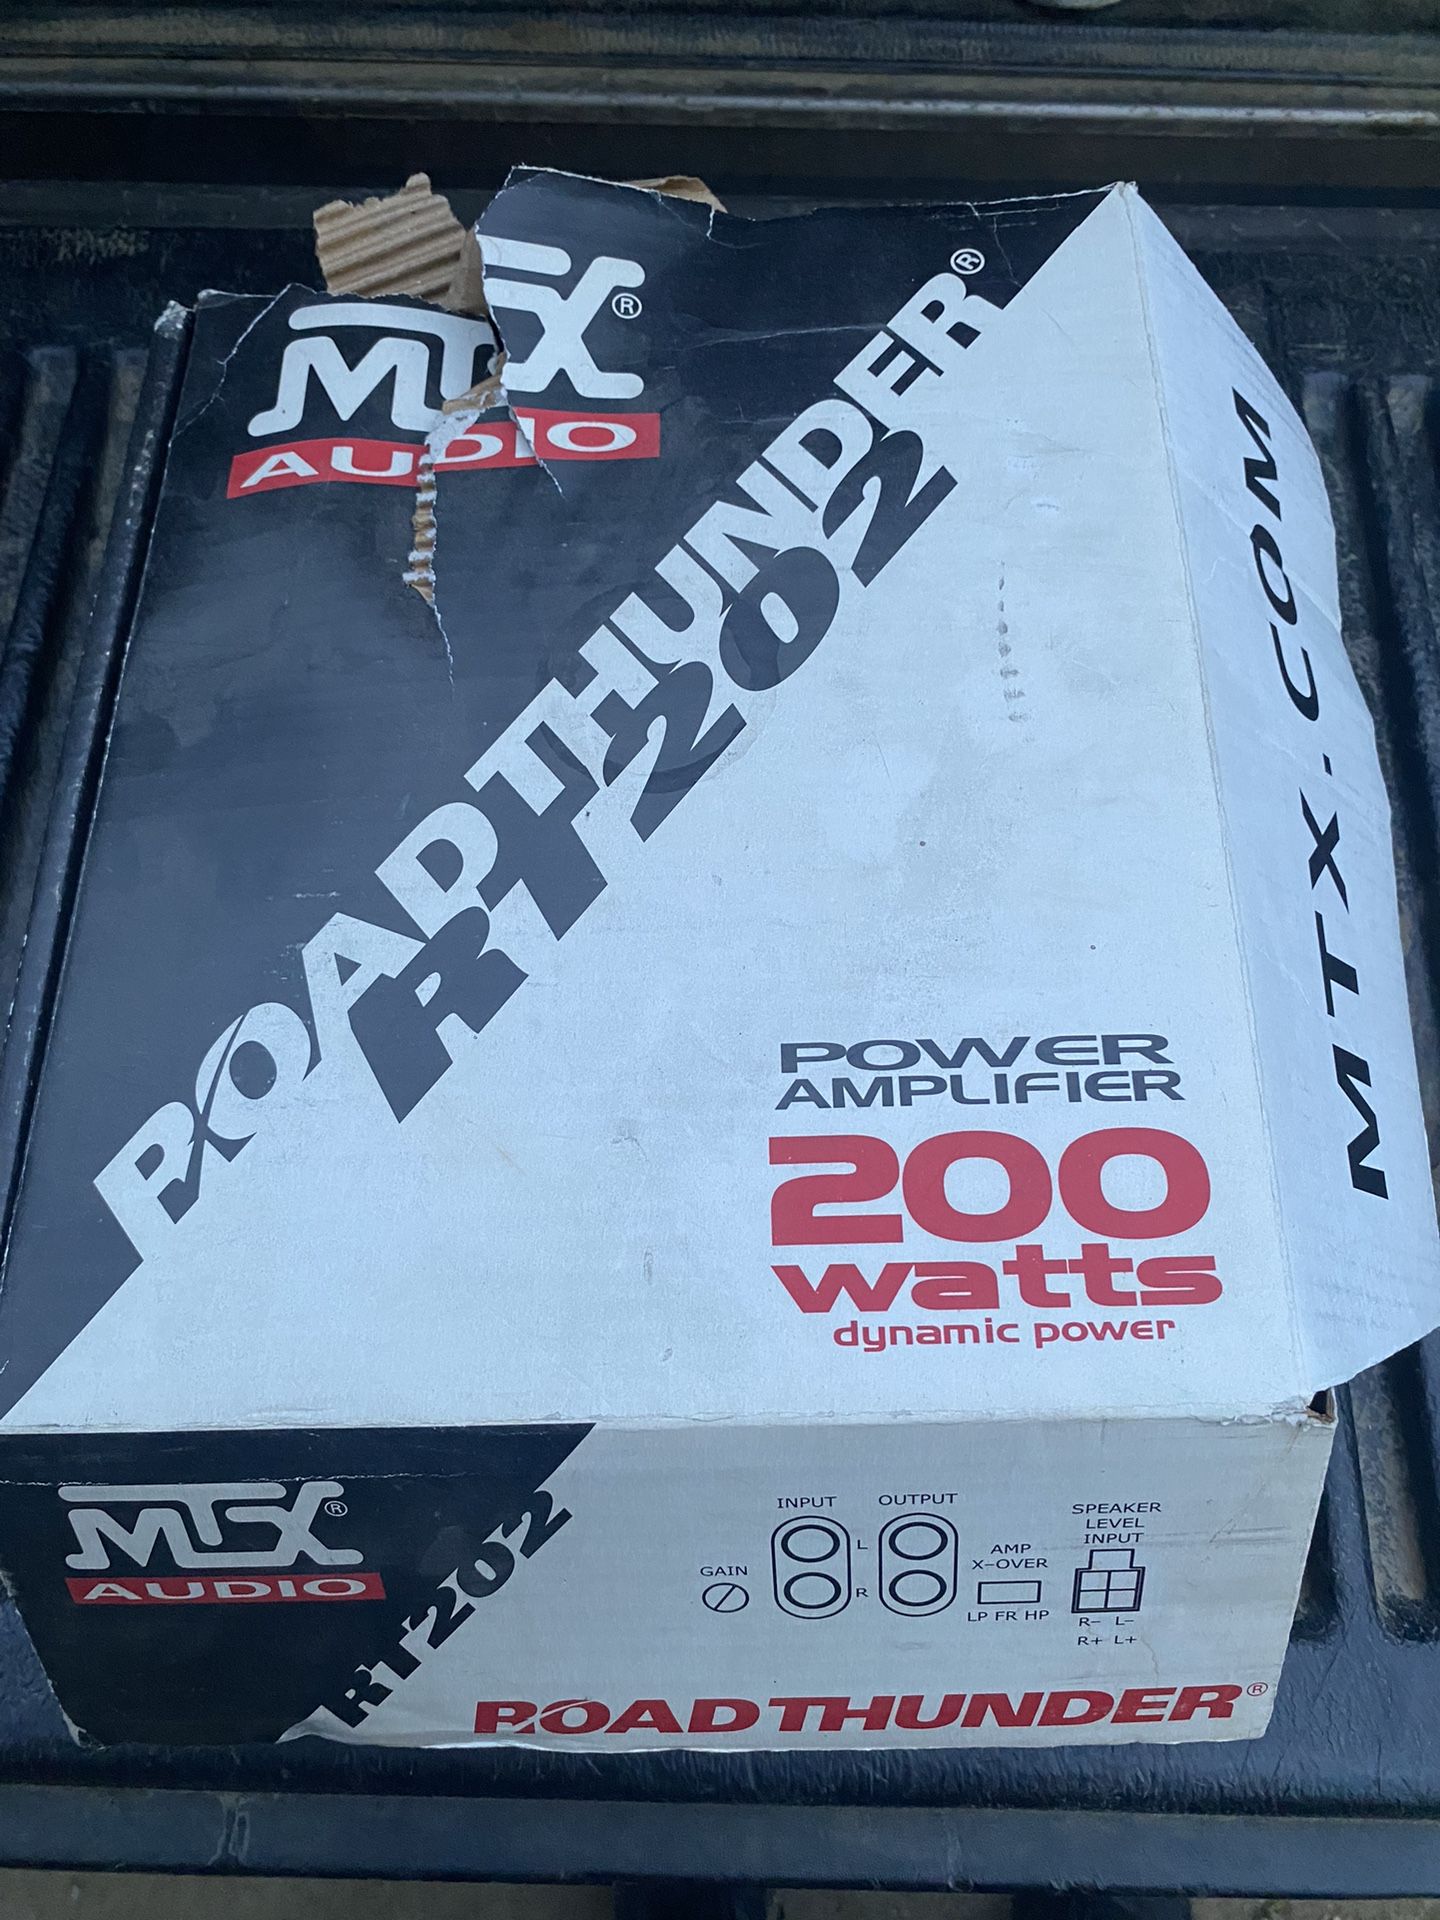 MTX®
AUDIO
ROADTHUNDER®
RT202
POWER
AMPLIFIER
200
watts
dynamic power
MTX.COM
MTX®
AUDIO
RT202
GAIN
INPUT
OUTPUT
L
R
AMP
X-OVER
LP FR HP
SPEAKER
LEVEL
INPUT
R- L-
R+ L+
ROADTHUNDER®